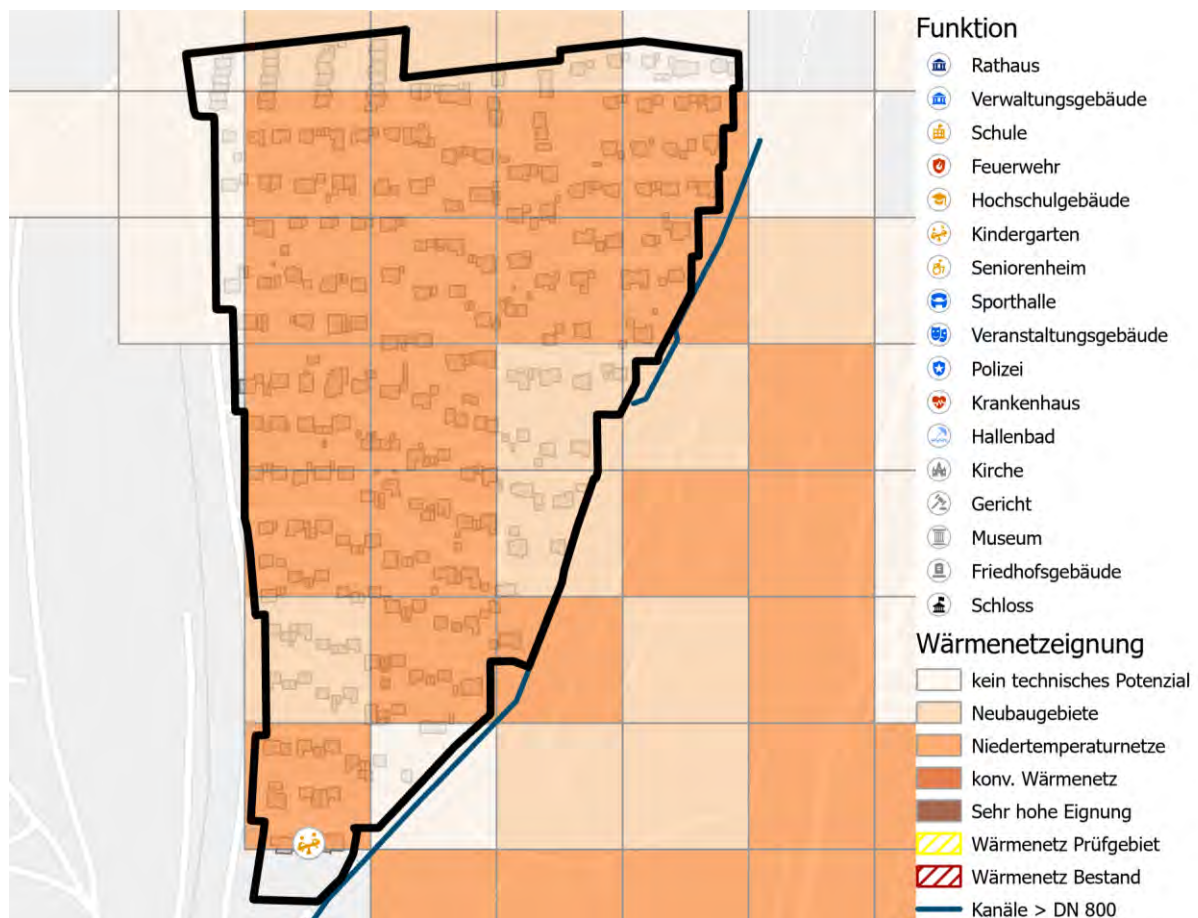 Funktion
Rathaus
Verwaltungsgebäude
Schule
Feuerwehr
Hochschulgebäude
Kindergarten
Seniorenheim
Sporthalle
Veranstaltungsgebäude
Polizei
Krankenhaus
Hallenbad
Kirche
Gericht
Museum
Friedhofsgebäude
Schloss
Wärmenetzeignung
kein technisches Potenzial
Neubaugebiete
Niedertemperaturnetze
konv. Wärmenetz
Sehr hohe Eignung
Wärmenetz Prüfgebiet
Wärmenetz Bestand
Kanäle > DN 800